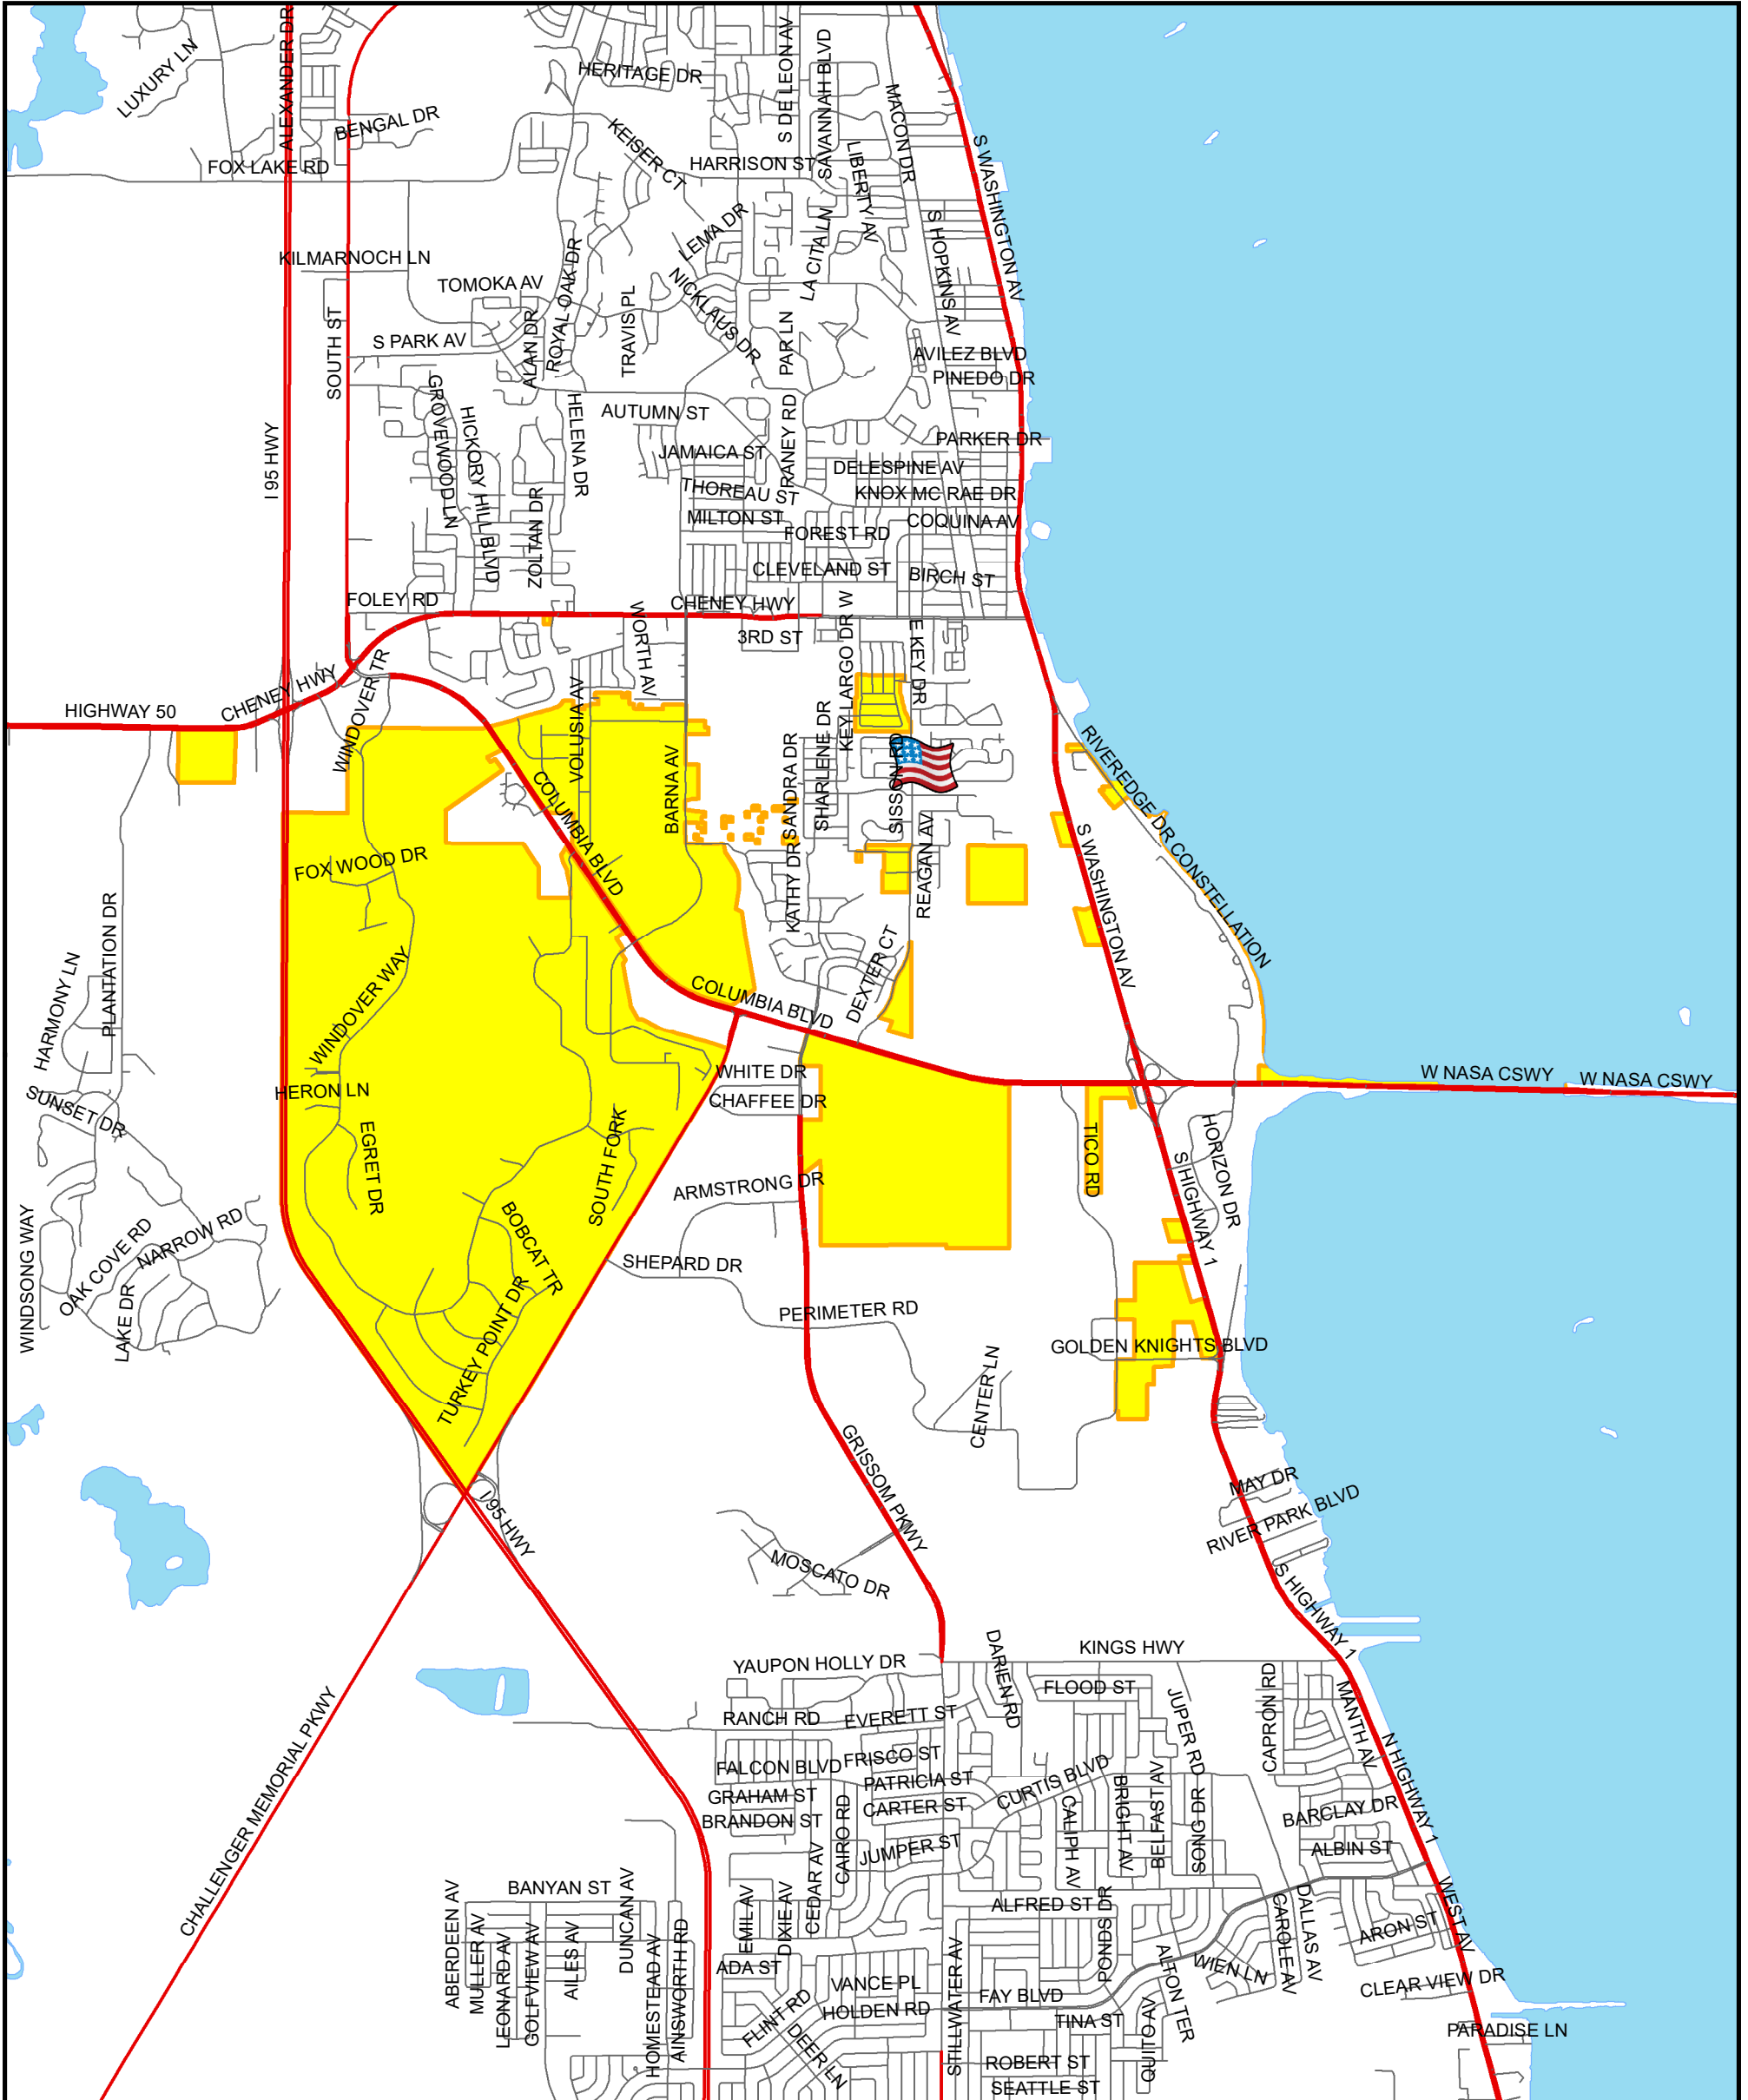 LUXURY LN
ALEXANDER DR
HERITAGE DR
S DE LEON AV
SAVANNAH BLVD
MACON DR
BENGAL DR
KEISER CT
HARRISON ST
LIBERTY AV
S WASHINGTON AV
FOX LAKE RD
LEMA DR
LA CITA LN
S HOPKINS AV
KILMARNOCH LN
TOMOKA AV
ROYAL OAK DR
NICKLAUS DR
TRAVIS PL
SOUTH ST
S PARK AV
ALAN DR
PAR LN
AVILEZ BLVD
PINEDO DR
GROVEWOOD LN
HICKORY HILL BLVD
HELENA DR
AUTUMN ST
RANEY RD
I 95 HWY
JAMAICA ST
PARKER DR
DELESPINE AV
THOREAU ST
KNOX MC RAE DR
ZOLTAN DR
MILTON ST
FOREST RD
COQUINA AV
CLEVELAND ST
BIRCH ST
FOLEY RD
CHENEY HWY
WORTH AV
3RD ST
KEY LARGO DR W
E KEY DR
HIGHWAY 50
CHENEY HWY
WINDOVER TR
VOLUSIA AV
BARNA AV
SANDRA DR
SHARLENE DR
SISSON RD
RIVEREDGE DR
CONSTELLATION
COLUMBIA BLVD
FOX WOOD DR
KATHY DR
REAGAN AV
S WASHINGTON AV
PLANTATION DR
HARMONY LN
WINDOVER WAY
COLUMBIA BLVD
DEXTER CT
WHITE DR
W NASA CSWY
W NASA CSWY
HERON LN
CHAFFEE DR
SUNSET DR
EGRET DR
SOUTH FORK
TICO RD
HORIZON DR
ARMSTRONG DR
S HIGHWAY 1
WINDSONG WAY
OAK COVE RD
NARROW RD
BOBCAT TR
SHEPARD DR
LAKE DR
TURKEY POINT DR
PERIMETER RD
GOLDEN KNIGHTS BLVD
CENTER LN
GRISSOM PKWY
MAY DR
RIVER PARK BLVD
I 95 HWY
MOSCATO DR
S HIGHWAY 1
KINGS HWY
DARIEN RD
YAUPON HOLLY DR
FLOOD ST
CAPRON RD
MANTH AV
JUPER RD
RANCH RD
EVERETT ST
CHALLENGER MEMORIAL PKWY
FALCON BLVD
FRISCO ST
N HIGHWAY 1
PATRICIA ST
CURTIS BLVD
GRAHAM ST
CARTER ST
BRANDON ST
CAIRO RD
CALIPH AV
BRIGHT AV
BELFAST AV
SONG DR
BARCLAY DR
JUMPER ST
ALBIN ST
CEDAR AV
BANYAN ST
DUNCAN AV
ALFRED ST
WEST AV
ABERDEEN AV
MULLER AV
LEONARD AV
GOLFVIEW AV
AILES AV
HOMESTEAD AV
AINSWORTH RD
EMIL AV
DIXIE AV
STILLWATER AV
PONDS DR
ALTON TER
WIEN LN
CAROLE AV
DALLAS AV
ARON ST
ADA ST
VANCE PL
FAY BLVD
CLEAR VIEW DR
FLINT RD
HOLDEN RD
TINA ST
QUITO AV
DEER LN
PARADISE LN
ROBERT ST
SEATTLE ST